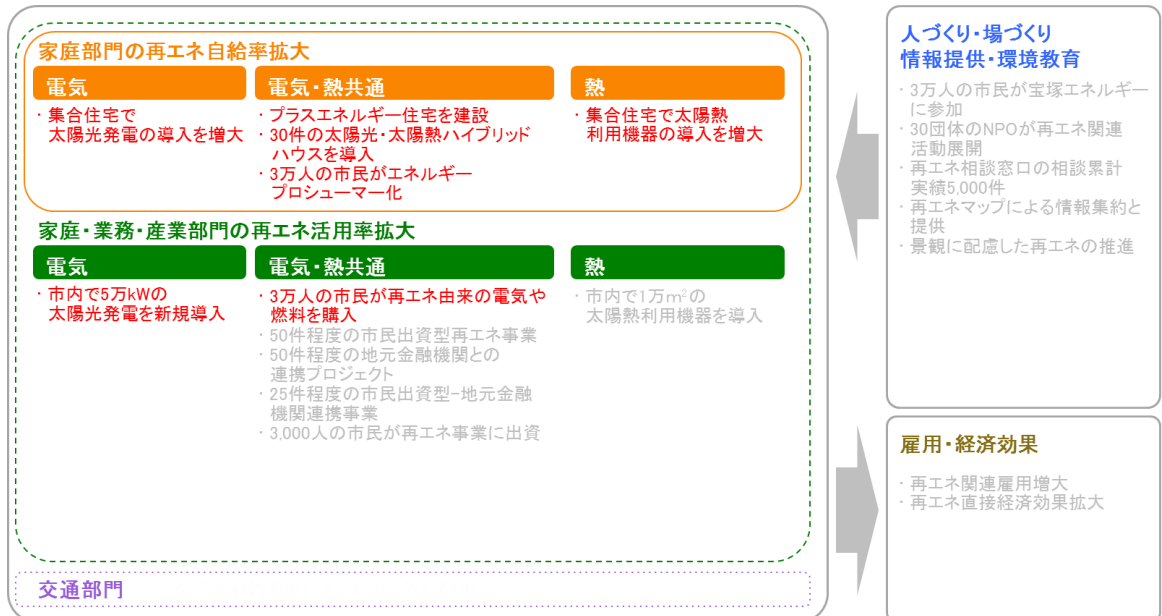 家庭部門の再エネ自給率拡大
電気
・集合住宅で
太陽光発電の導入を増大
電気・熱共通
・プラスエネルギー住宅を建設
・30件の太陽光・太陽熱ハイブリッド
ハウスを導入
・3万人の市民がエネルギー
プロシューマー化
熱
・集合住宅で太陽熱
利用機器の導入を増大
家庭・業務・産業部門の再エネ活用率拡大
電気
・市内で5万kWの
太陽光発電を新規導入
電気・熱共通
・3万人の市民が再エネ由来の電気や
燃料を購入
・50件程度の市民出資型再エネ事業
・50件程度の地元金融機関との
連携プロジェクト
・25件程度の市民出資型-地元金融
機関連携事業
・3,000人の市民が再エネ事業に出資
熱
・市内で1万m²の
太陽熱利用機器を導入
交通部門
人づくり・場づくり
情報提供・環境教育
・3万人の市民が宝塚エネルギー
に参加
・30団体のNPOが再エネ関連
活動展開
・再エネ相談窓口の相談累計
実績5,000件
・再エネマップによる情報集約と
提供
・景観に配慮した再エネの推進
雇用・経済効果
・再エネ関連雇用増大
・再エネ直接経済効果拡大